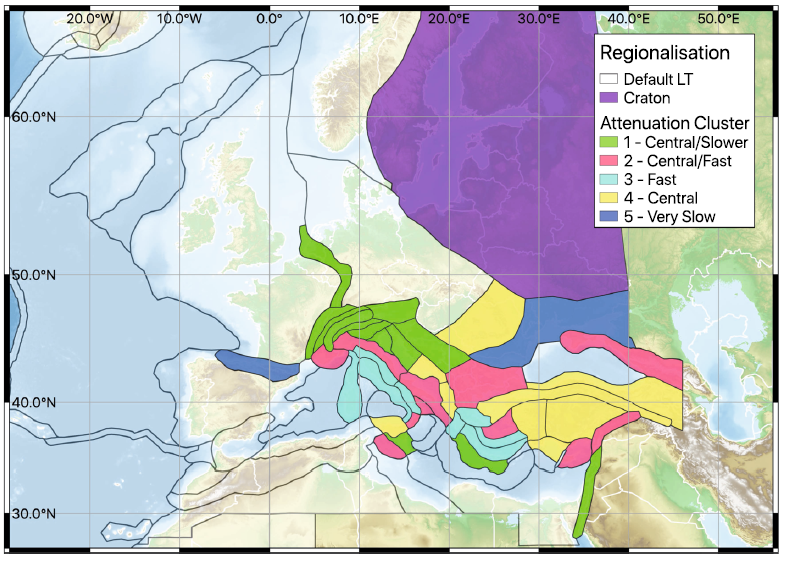 20.0°W 10.0°W 0.0° 10.0°E 20.0°E 30.0°E 40.0°E 50.0°E
Regionalisation
Default LT
Craton
60.0°N
Attenuation Cluster
1 - Central/Slower
2 - Central/Fast
3 - Fast
4 - Central
5 - Very Slow
50.0°N
40.0°N
30.0°N